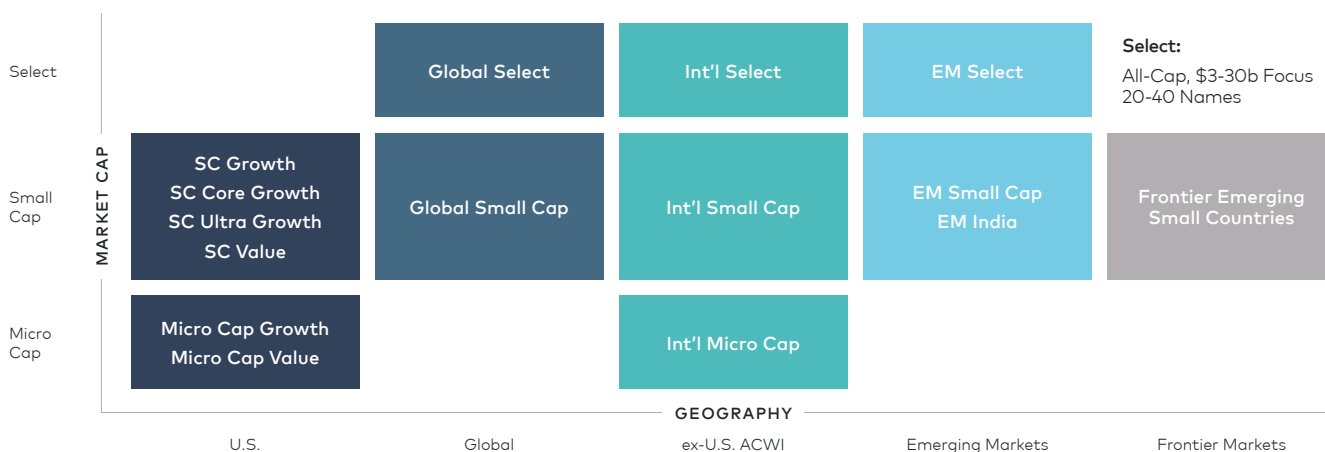 Select
Global Select
Int'l Select
EM Select
Select:
All-Cap, $3-30b Focus
20-40 Names
MARKET CAP
Small
Cap
SC Growth
SC Core Growth
SC Ultra Growth
SC Value
Global Small Cap
Int'l Small Cap
EM Small Cap
EM India
Frontier Emerging
Small Countries
Micro
Cap
Micro Cap Growth
Micro Cap Value
Int'l Micro Cap
GEOGRAPHY
U.S.
Global
ex-U.S. ACWI
Emerging Markets
Frontier Markets